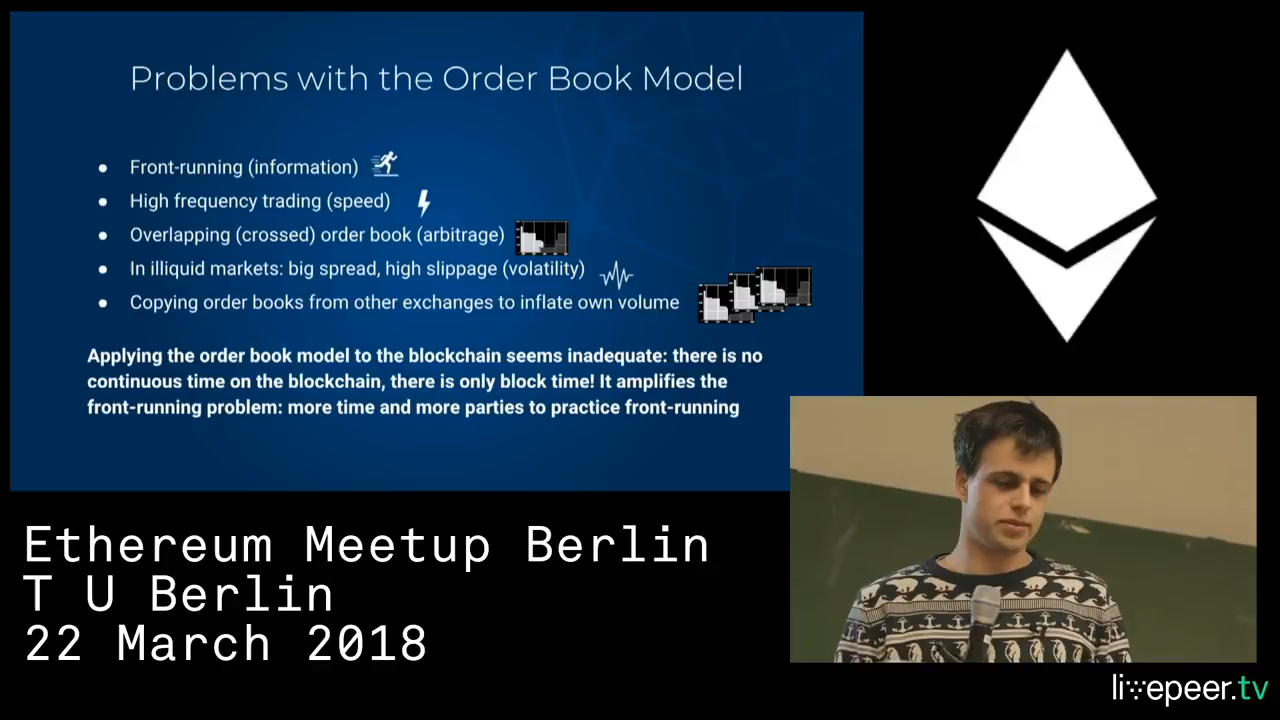 Problems with the Order Book Model
● Front-running (information)
● High frequency trading (speed)
● Overlapping (crossed) order book (arbitrage)
● In illiquid markets: big spread, high slippage (volatility)
● Copying order books from other exchanges to inflate own volume
Applying the order book model to the blockchain seems inadequate: there is no
continuous time on the blockchain, there is only block time! It amplifies the
front-running problem: more time and more parties to practice front-running
Ethereum Meetup Berlin
T U Berlin
22 March 2018
livepeer.tv